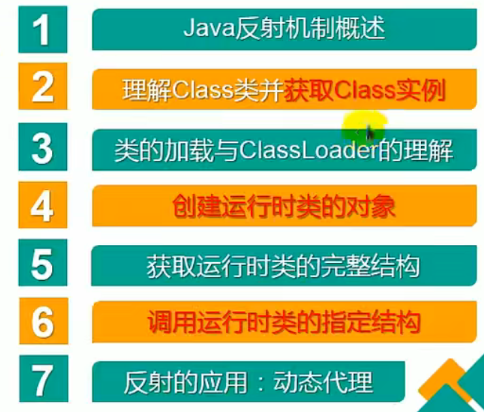 1 Java反射机制概述
2 理解Class类并获取Class实例
3 类的加载与ClassLoader的理解
4 创建运行时类的对象
5 获取运行时类的完整结构
6 调用运行时类的指定结构
7 反射的应用：动态代理